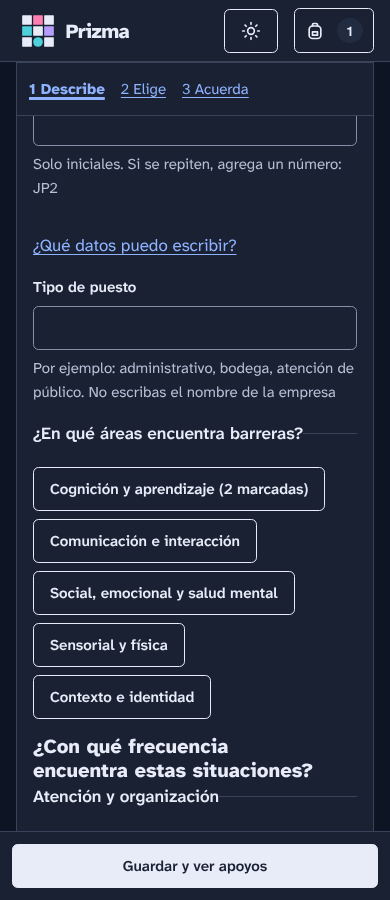 Prizma
1
1 Describe 2 Elige 3 Acuerda
Solo iniciales. Si se repiten, agrega un número:
JP2
¿Qué datos puedo escribir?
Tipo de puesto
Por ejemplo: administrativo, bodega, atención de
público. No escribas el nombre de la empresa
¿En qué áreas encuentra barreras?
Cognición y aprendizaje (2 marcadas)
Comunicación e interacción
Social, emocional y salud mental
Sensorial y física
Contexto e identidad
¿Con qué frecuencia
encuentra estas situaciones?
Atención y organización
Guardar y ver apoyos